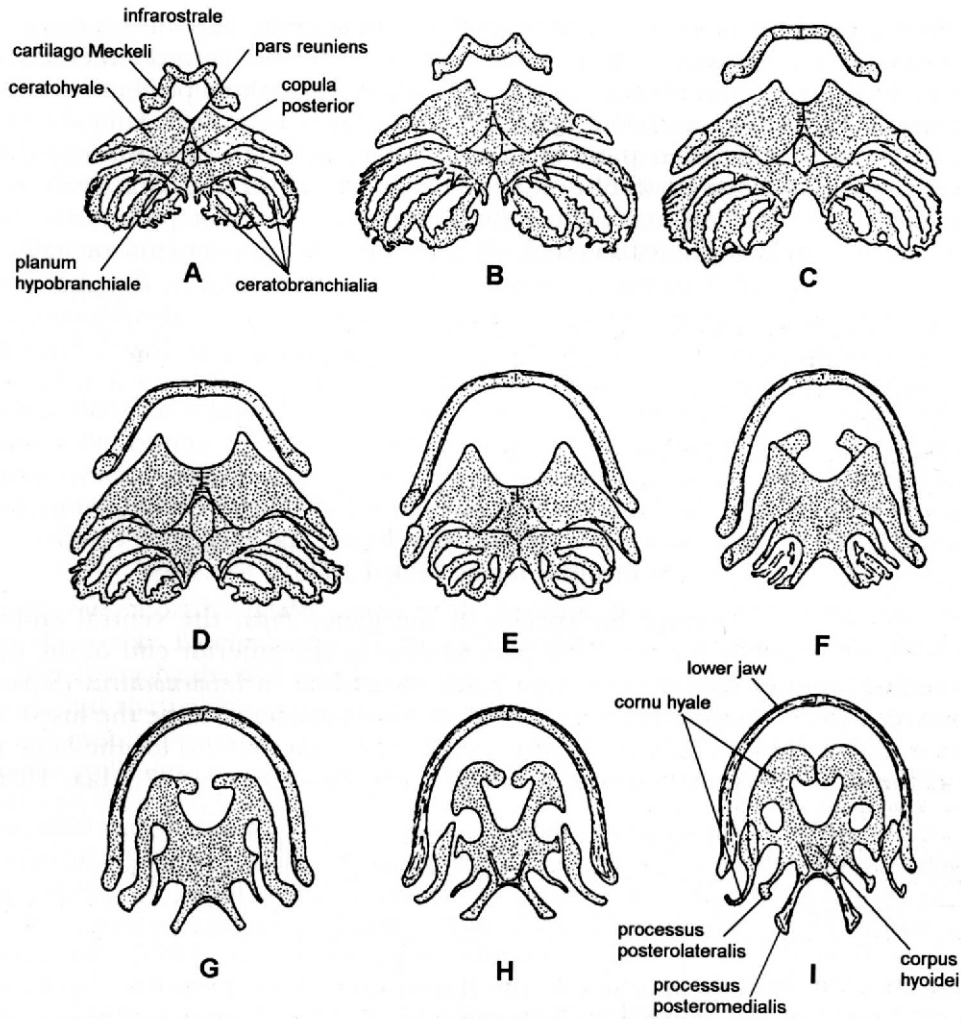 infrarostrale
cartilago Meckeli
pars reuniens
ceratohyale
copula
posterior
planum
hypobranchiale
ceratobranchialia
A
B
C
D
E
F
lower jaw
cornu hyale
processus
posterolateralis
processus
posteromedialis
corpus
hyoidei
G
H
I